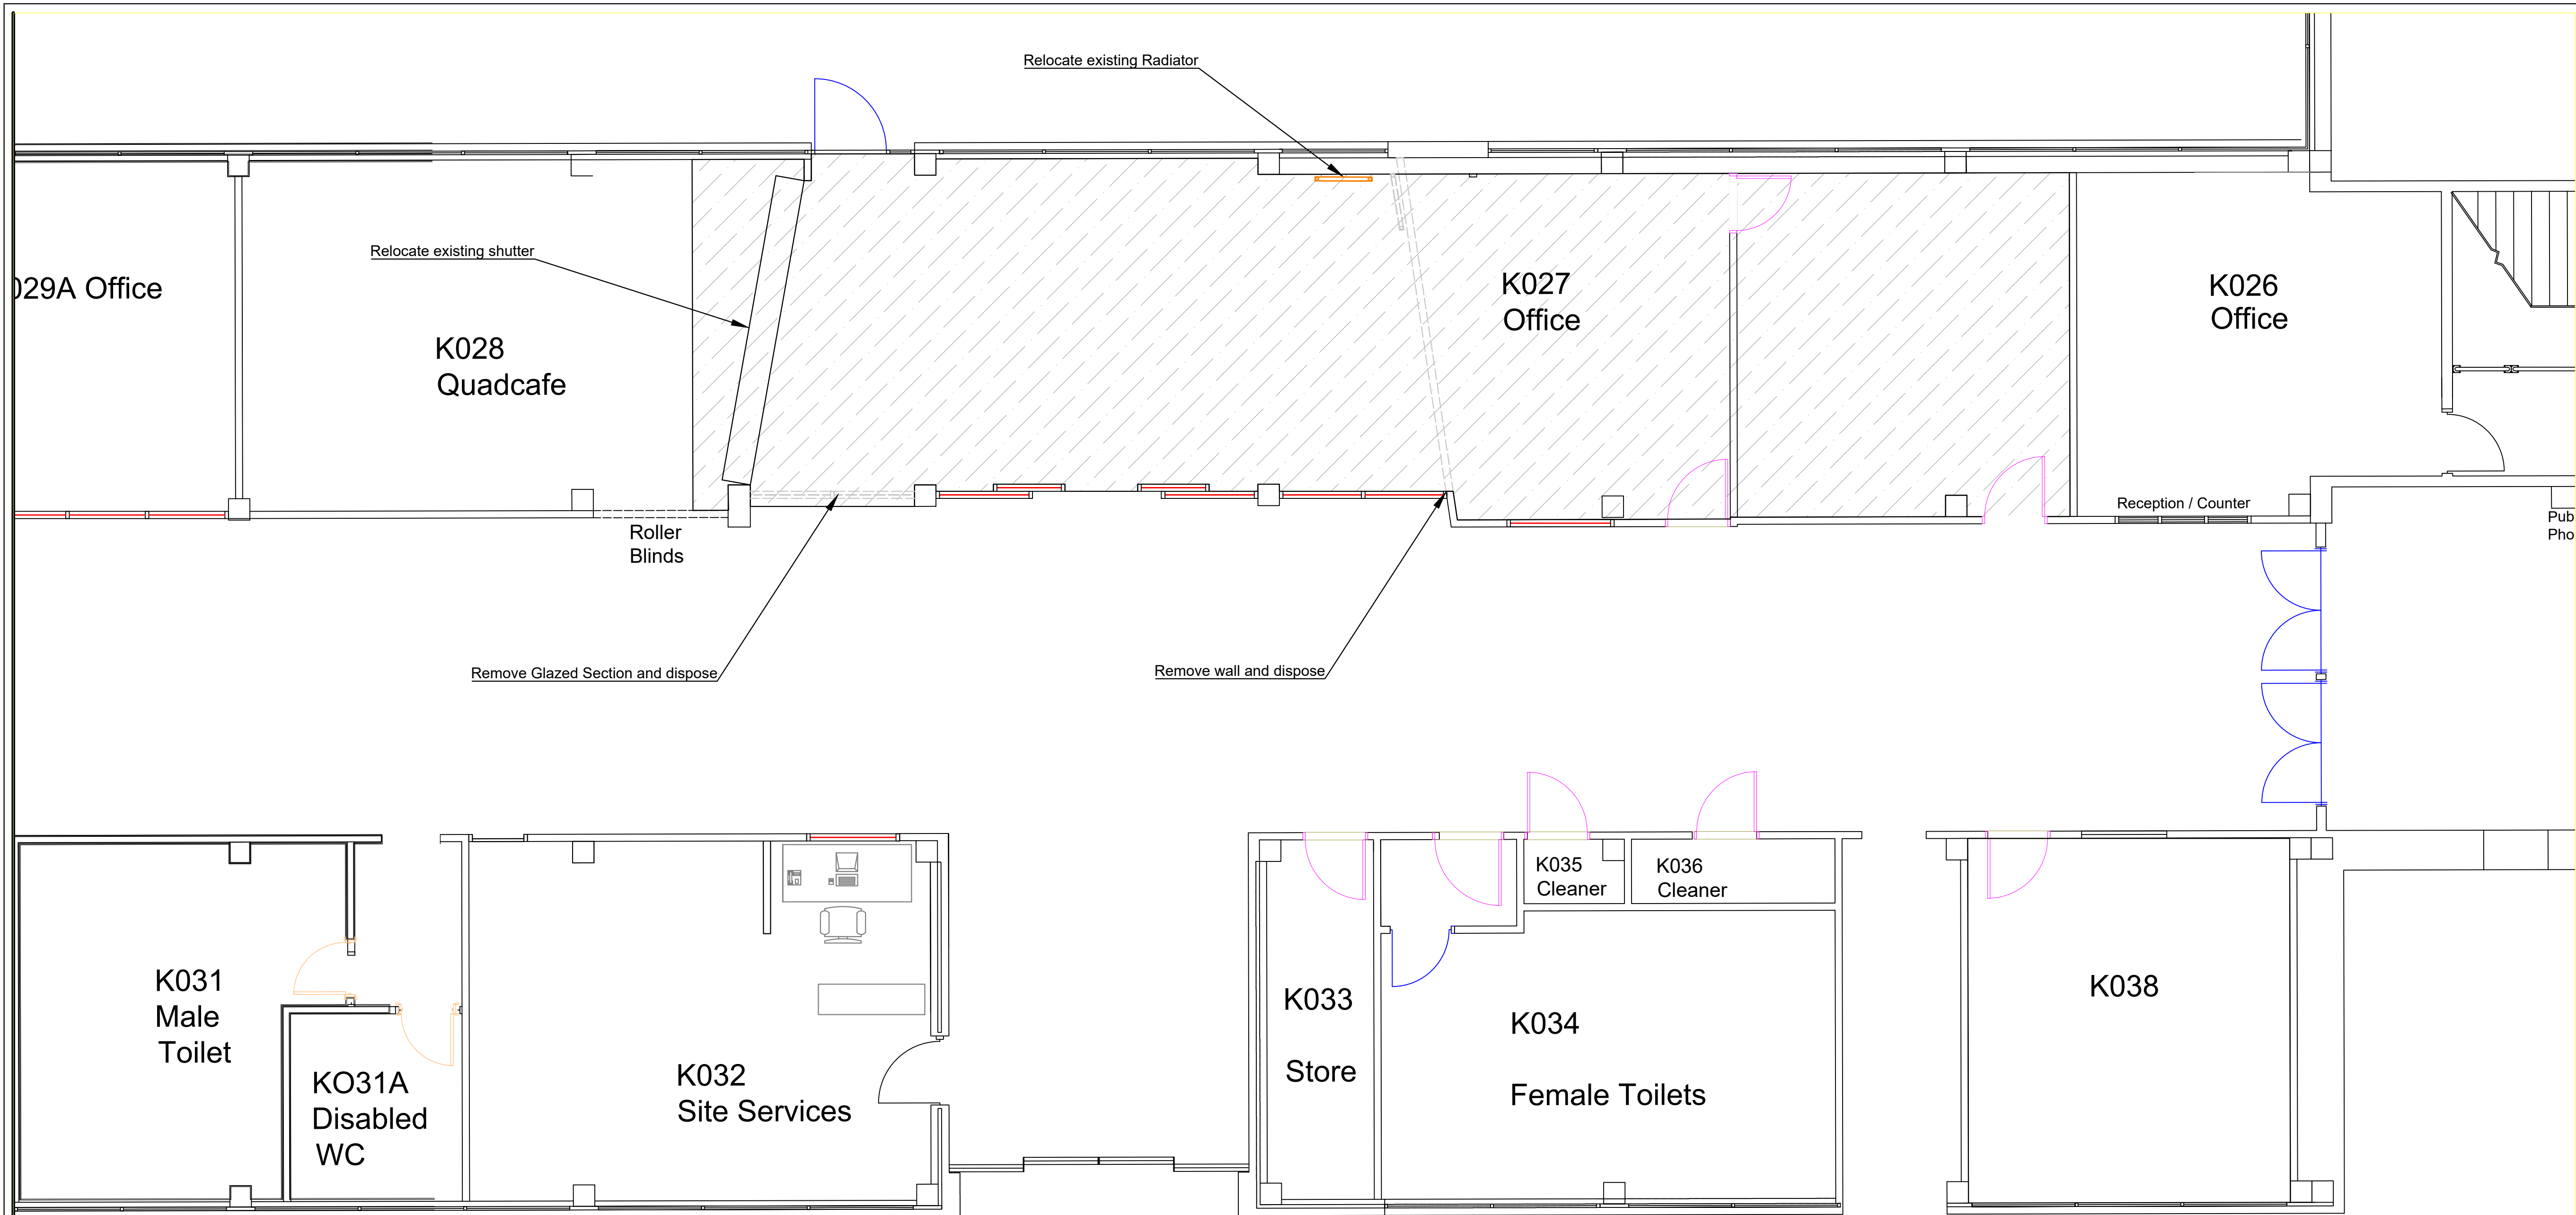 Relocate existing Radiator
Relocate existing shutter
029A Office
K028
Quadcafe
K027
Office
K026
Office
Reception / Counter
Pub
Pho
Roller
Blinds
Remove Glazed Section and dispose
Remove wall and dispose
K031
Male
Toilet
KO31A
Disabled
WC
K032
Site Services
K033
Store
K034
Female Toilets
K035
Cleaner
K036
Cleaner
K038